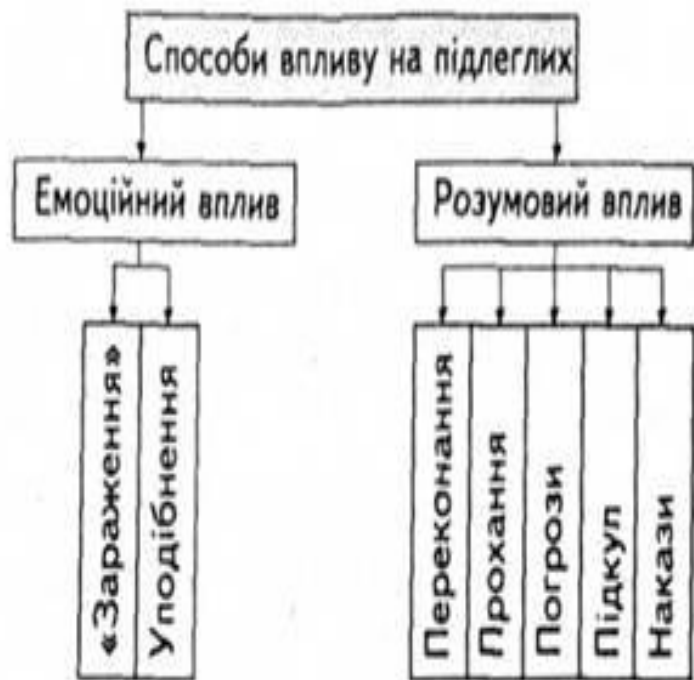 Способи впливу на підлеглих
Емоційний вплив
Розумовий вплив
«Зараження»
Уподібнення
Переконання
Прохання
Погрози
Підкуп
Накази